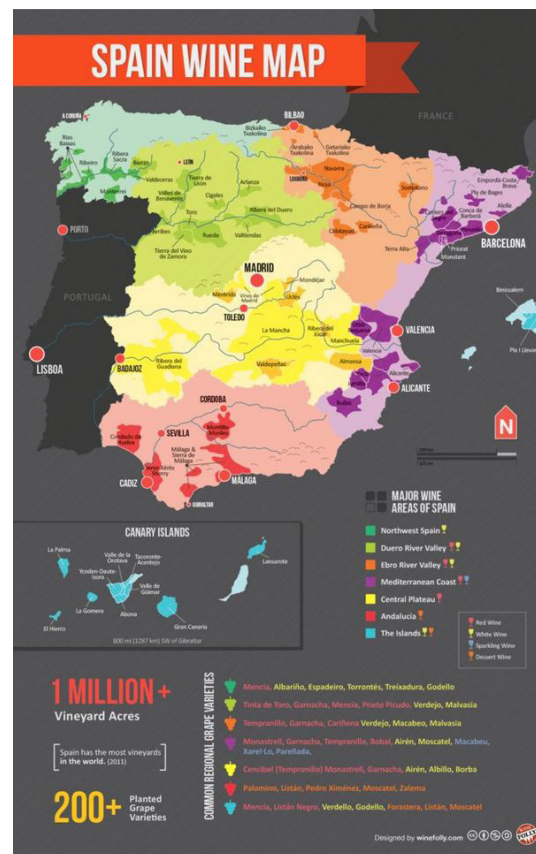 SPAIN WINE MAP
FRANCE
A CORUÑA
BILBAO
Bizkaiko
Txakolina
Arabako
Txakolina
Getariako
Txakolina
Rías
Baixas
Ribeiro
Ribera
Sacra
Bierzo
LEÓN
Monterrei
Valdeorras
Tierra de
León
Arlanza
Valles de
Benavente
Cigales
Toro
Ribera del Duero
Arribes
Rueda
Valtiendas
Tierra del Vino
de Zamora
LOGROÑO
Navarra
Rioja
Somontano
Campo de Borja
Calatayud
Cariñena
Terra Alta
Empordà-Costa
Brava
Pla de Bages
Alella
Conca de
Barberá
Priorat
Monstant
BARCELONA
PORTO
PORTUGAL
LISBOA
MADRID
Mondéjar
Méntrida
Vinos de
Madrid
Uclés
TOLEDO
La Mancha
Ribera del
Júcar
Manchuela
Utiel-
Requena
Valencia
VALENCIA
BADAJOZ
Ribera del
Guadiana
Valdepeñas
Almansa
Alicante
ALICANTE
Bullas
Binissalem
Pla I Llevant
CORDOBA
SEVILLA
Montilla-
Moriles
Condado de
Huelva
Málaga &
Sierra de
Málaga
Jerez/Xérès
Sherry
CADIZ
MÁLAGA
GIBRALTAR
N
CANARY ISLANDS
La Palma
Valle de la
Orotava
Tacoronte-
Acentejo
Ycoden-Daute-
Isora
Valle de
Güimar
Lanzarote
La Gomera
Abona
El Hierro
Gran Canaria
800 mi (1287 km) SW of Gibraltar
MAJOR WINE
AREAS OF SPAIN
Northwest Spain
Duero River Valley
Ebro River Valley
Mediterranean Coast
Central Plateau
Andalucía
The Islands
Red Wine
White Wine
Sparkling Wine
Dessert Wine
1 MILLION+
Vineyard Acres
Spain has the most vineyards
in the world. (2011)
200+ Planted
Grape
Varieties
COMMON REGIONAL GRAPE VARIETIES
Mencia, Albariño, Espadeiro, Torrontés, Treixadura, Godello
Tinta de Toro, Garnacha, Mencía, Prieto Picudo, Verdejo, Malvasia
Tempranillo, Garnacha, Cariñena Verdejo, Macabeo, Malvasia
Monastrell, Garnacha, Tempranillo, Bobal, Airén, Moscatel, Macabeu,
Xarel·Lo, Parellada,
Cencibel (Tempranillo) Monastrell, Garnacha, Airén, Albillo, Borba
Palomino, Listán, Pedro Ximénez, Moscatel, Zalema
Mencía, Listán Negro, Verdello, Godello, Forastera, Listán, Moscatel
Designed by winefolly.com
WINE
FOLLY